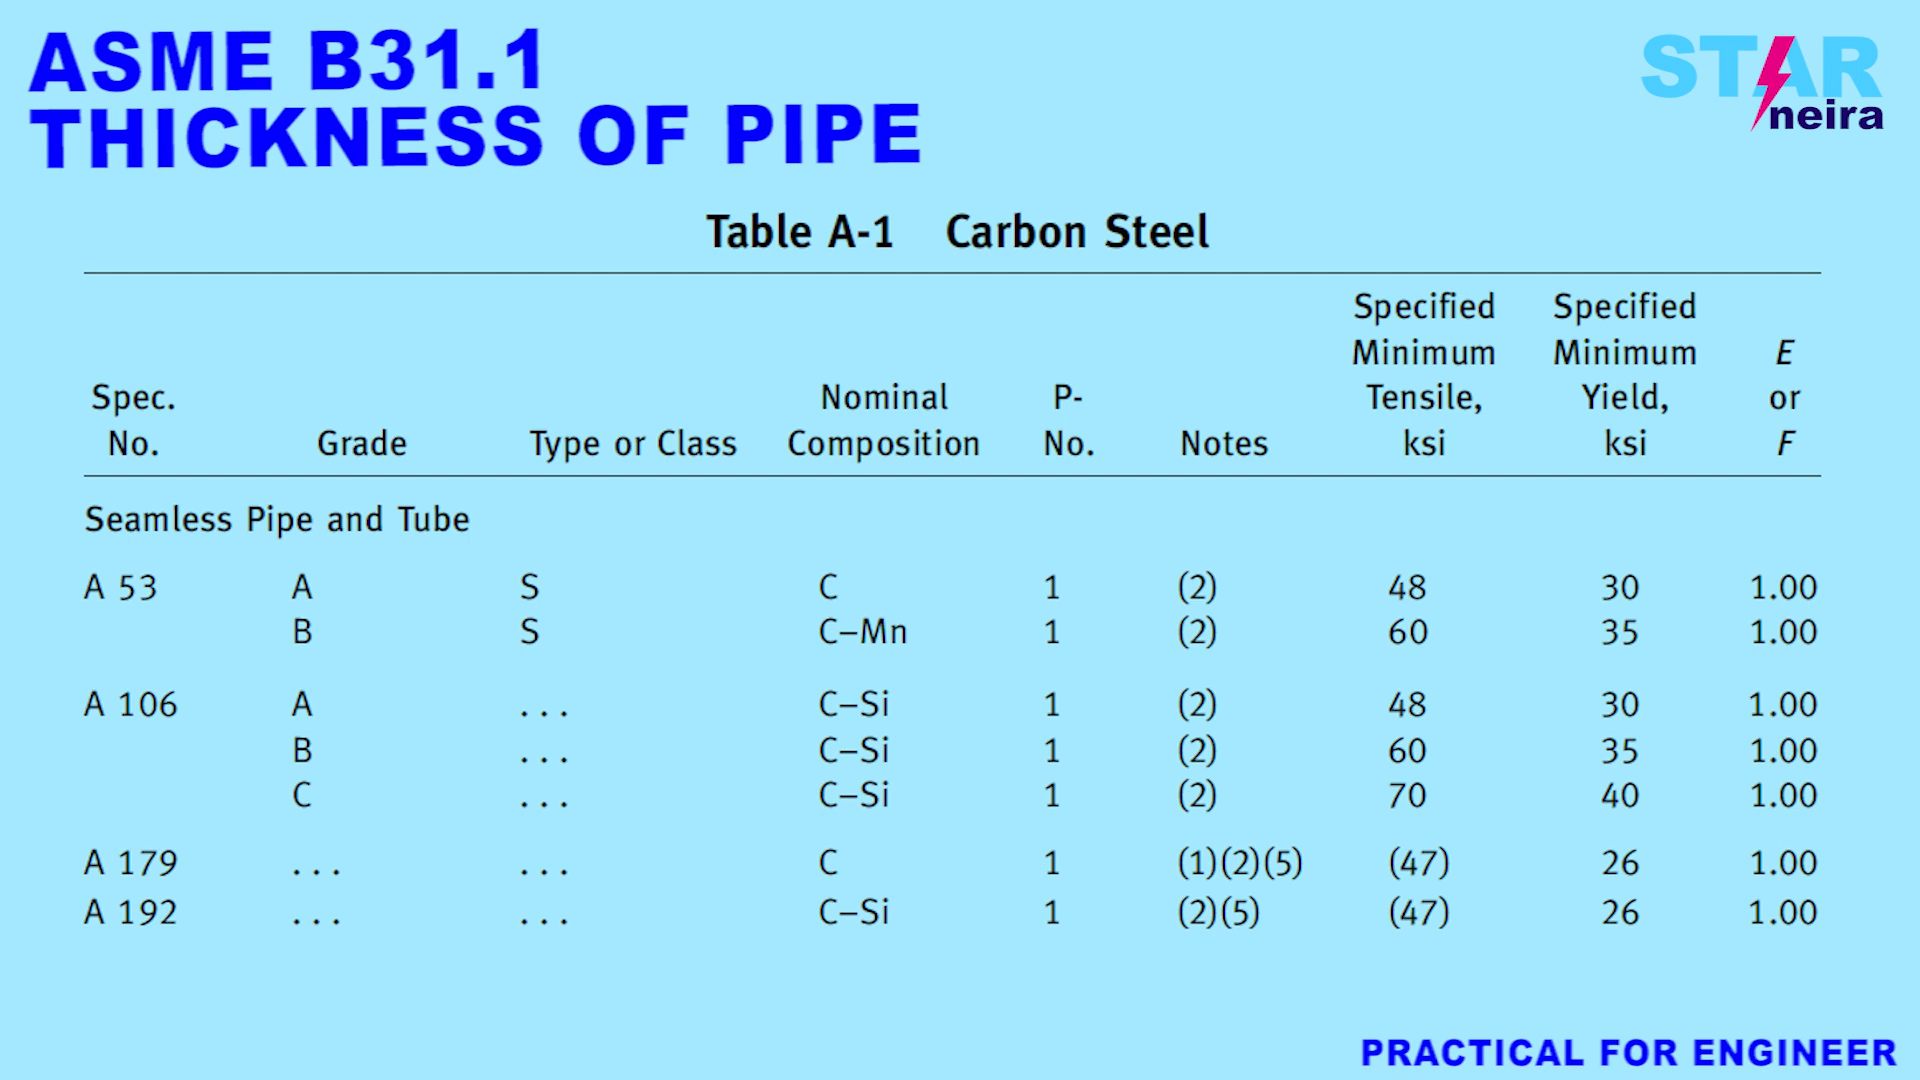 ASME B31.1
THICKNESS OF PIPE
STAR
neira
Table A-1 Carbon Steel
Specified Specified
Minimum Minimum E
Spec. Nominal P- Tensile, Yield, or
No. Grade Type or Class Composition No. Notes ksi ksi F
Seamless Pipe and Tube
A 53 A S C 1 (2) 48 30 1.00
B S C–Mn 1 (2) 60 35 1.00
A 106 A ... C–Si 1 (2) 48 30 1.00
B ... C–Si 1 (2) 60 35 1.00
C ... C–Si 1 (2) 70 40 1.00
A 179 ... ... C 1 (1)(2)(5) (47) 26 1.00
A 192 ... ... C–Si 1 (2)(5) (47) 26 1.00
PRACTICAL FOR ENGINEER